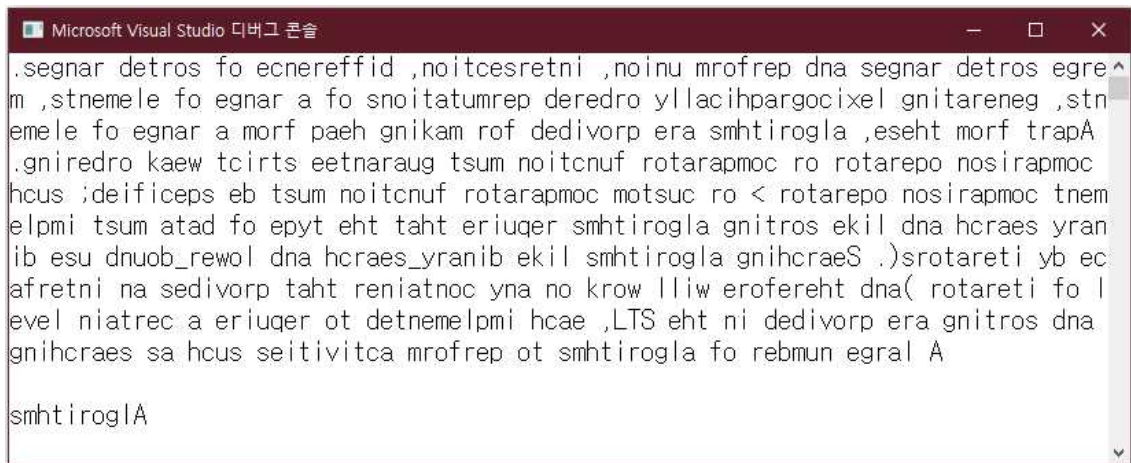 Microsoft Visual Studio 디버그 콘솔
.segnar detros fo ecnereffid ,noitcesretni ,noinu mrofrep dna segnar detros egre
m ,stnemele fo egnar a fo snoitatumrep deredro yllacihpargocixel gnitareneg ,stn
emele fo egnar a morf paeh gnikam rof dedivorp era smhtirogla ,eseht morf trapA
.gniredro kaew tcirts eetnaraug tsum noitcnuf rotarapmoc ro rotarepo nosirapmoc
hcus ;deificeps eb tsum noitcnuf rotarapmoc motsuc ro < rotarepo nosirapmoc tnem
elpmi tsum atad fo epyt eht taht eriuqer smhtirogla gnitros ekil dna hcraes yran
ib esu dnuob_rewol dna hcraes_yranib ekil smhtirogla gnihcraeS .)srotareti yb ec
afretni na sedivorp taht reniatnoc yna no krow lliw erofereht dna( rotareti fo l
evel niatrec a eriuqer ot detnemelpmi hcae ,LTS eht ni dedivorp era gnitros dna
gnihcraes sa hcus seitivitca mrofrep ot smhtirogla fo rebmun egral A
smhtiroglA